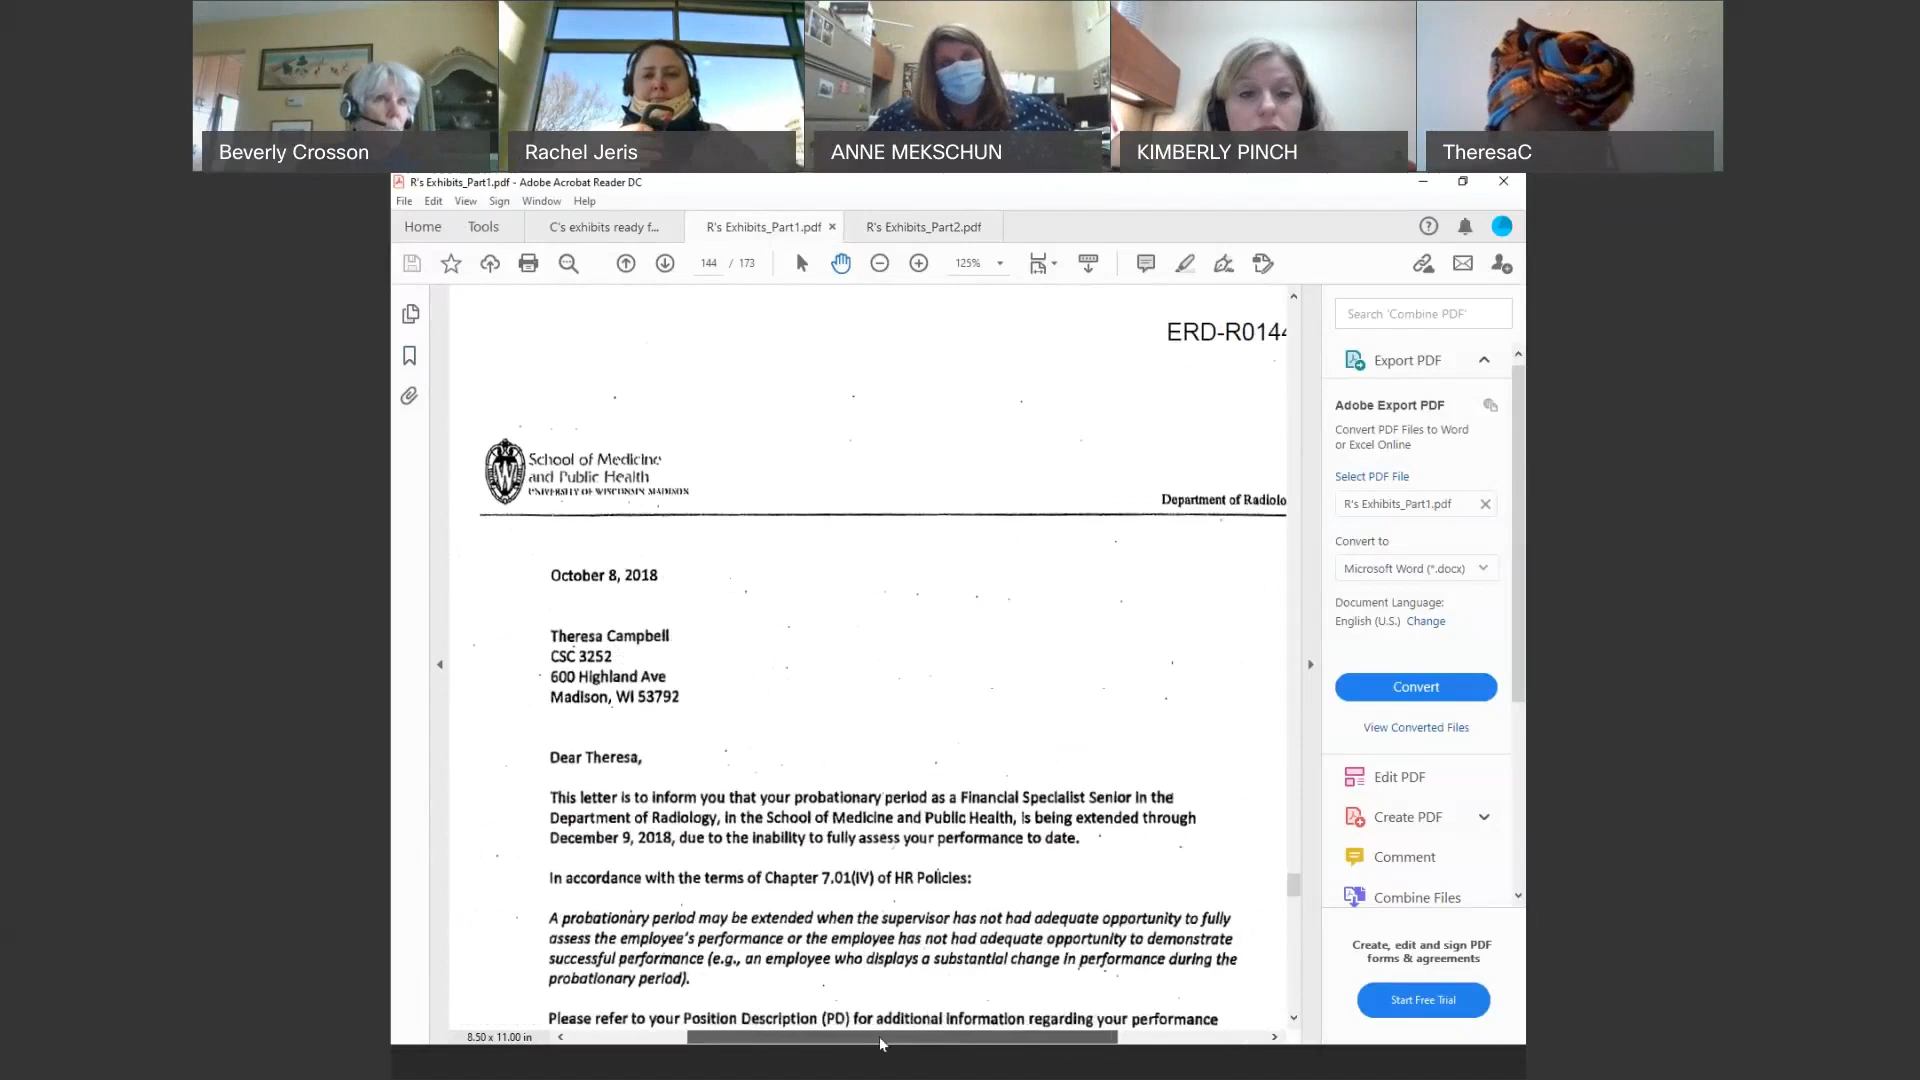 Beverly Crosson
Rachel Jeris
ANNE MEKSCHUN
KIMBERLY PINCH
TheresaC
R's Exhibits_Part1.pdf - Adobe Acrobat Reader DC
File Edit View Sign Window Help
Home Tools C's exhibits ready f... R's Exhibits_Part1.pdf × R's Exhibits_Part2.pdf
144 / 173 125%
ERD-R0144
School of Medicine
and Public Health
UNIVERSITY OF WISCONSIN MADISON
Department of Radiolo
October 8, 2018
Theresa Campbell
CSC 3252
600 Highland Ave
Madison, WI 53792
Dear Theresa,
This letter is to inform you that your probationary period as a Financial Specialist Senior in the
Department of Radiology, in the School of Medicine and Public Health, is being extended through
December 9, 2018, due to the inability to fully assess your performance to date.
In accordance with the terms of Chapter 7.01(IV) of HR Policies:
A probationary period may be extended when the supervisor has not had adequate opportunity to fully
assess the employee's performance or the employee has not had adequate opportunity to demonstrate
successful performance (e.g., an employee who displays a substantial change in performance during the
probationary period).
Please refer to your Position Description (PD) for additional information regarding your performance
8.50 x 11.00 in
Search 'Combine PDF'
Export PDF
Adobe Export PDF
Convert PDF Files to Word
or Excel Online
Select PDF File
R's Exhibits_Part1.pdf
Convert to
Microsoft Word (*.docx)
Document Language:
English (U.S.) Change
Convert
View Converted Files
Edit PDF
Create PDF
Comment
Combine Files
Create, edit and sign PDF
forms & agreements
Start Free Trial